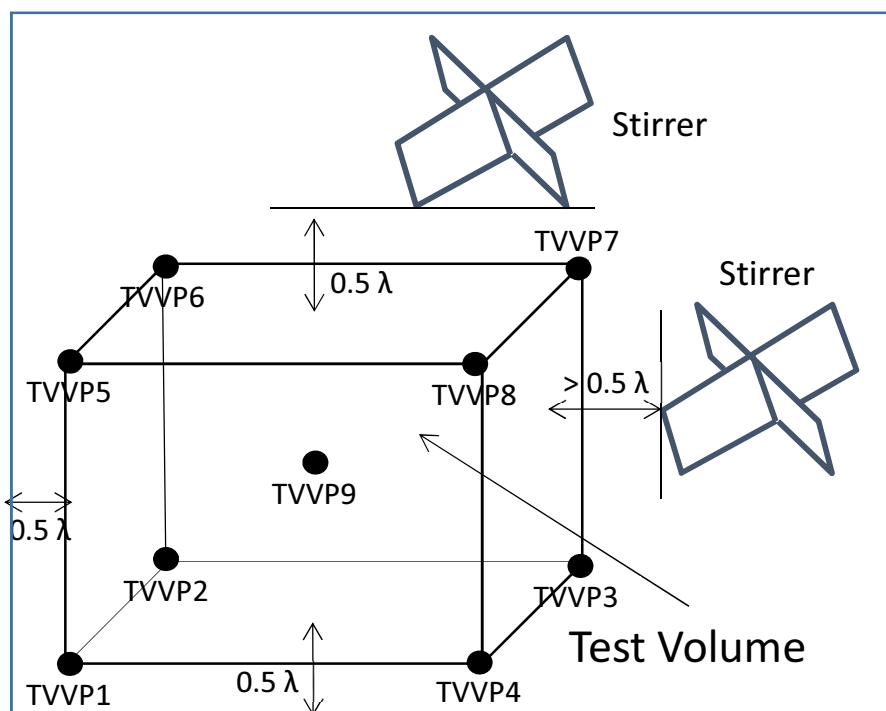 Stirrer
TVVP7
Stirrer
0.5 λ
TVVP6
TVVP5
TVVP8
> 0.5 λ
TVVP9
0.5 λ
TVVP2
TVVP3
Test Volume
TVVP1
0.5 λ
TVVP4